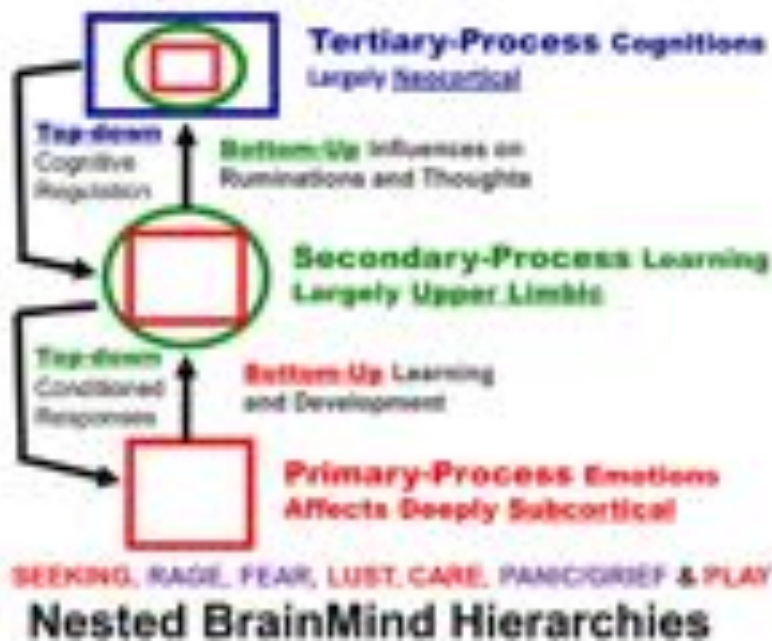 Tertiary-Process Cognitions
Largely Neocortical
Top-down
Cognitive
Regulation
Bottom-Up Influences on
Ruminations and Thoughts
Secondary-Process Learning
Largely Upper Limbic
Top-down
Conditioned
Responses
Bottom-Up Learning
and Development
Primary-Process Emotions
Affects Deeply Subcortical
SEEKING, RAGE, FEAR, LUST, CARE, PANIC/GRIEF & PLAY
Nested BrainMind Hierarchies